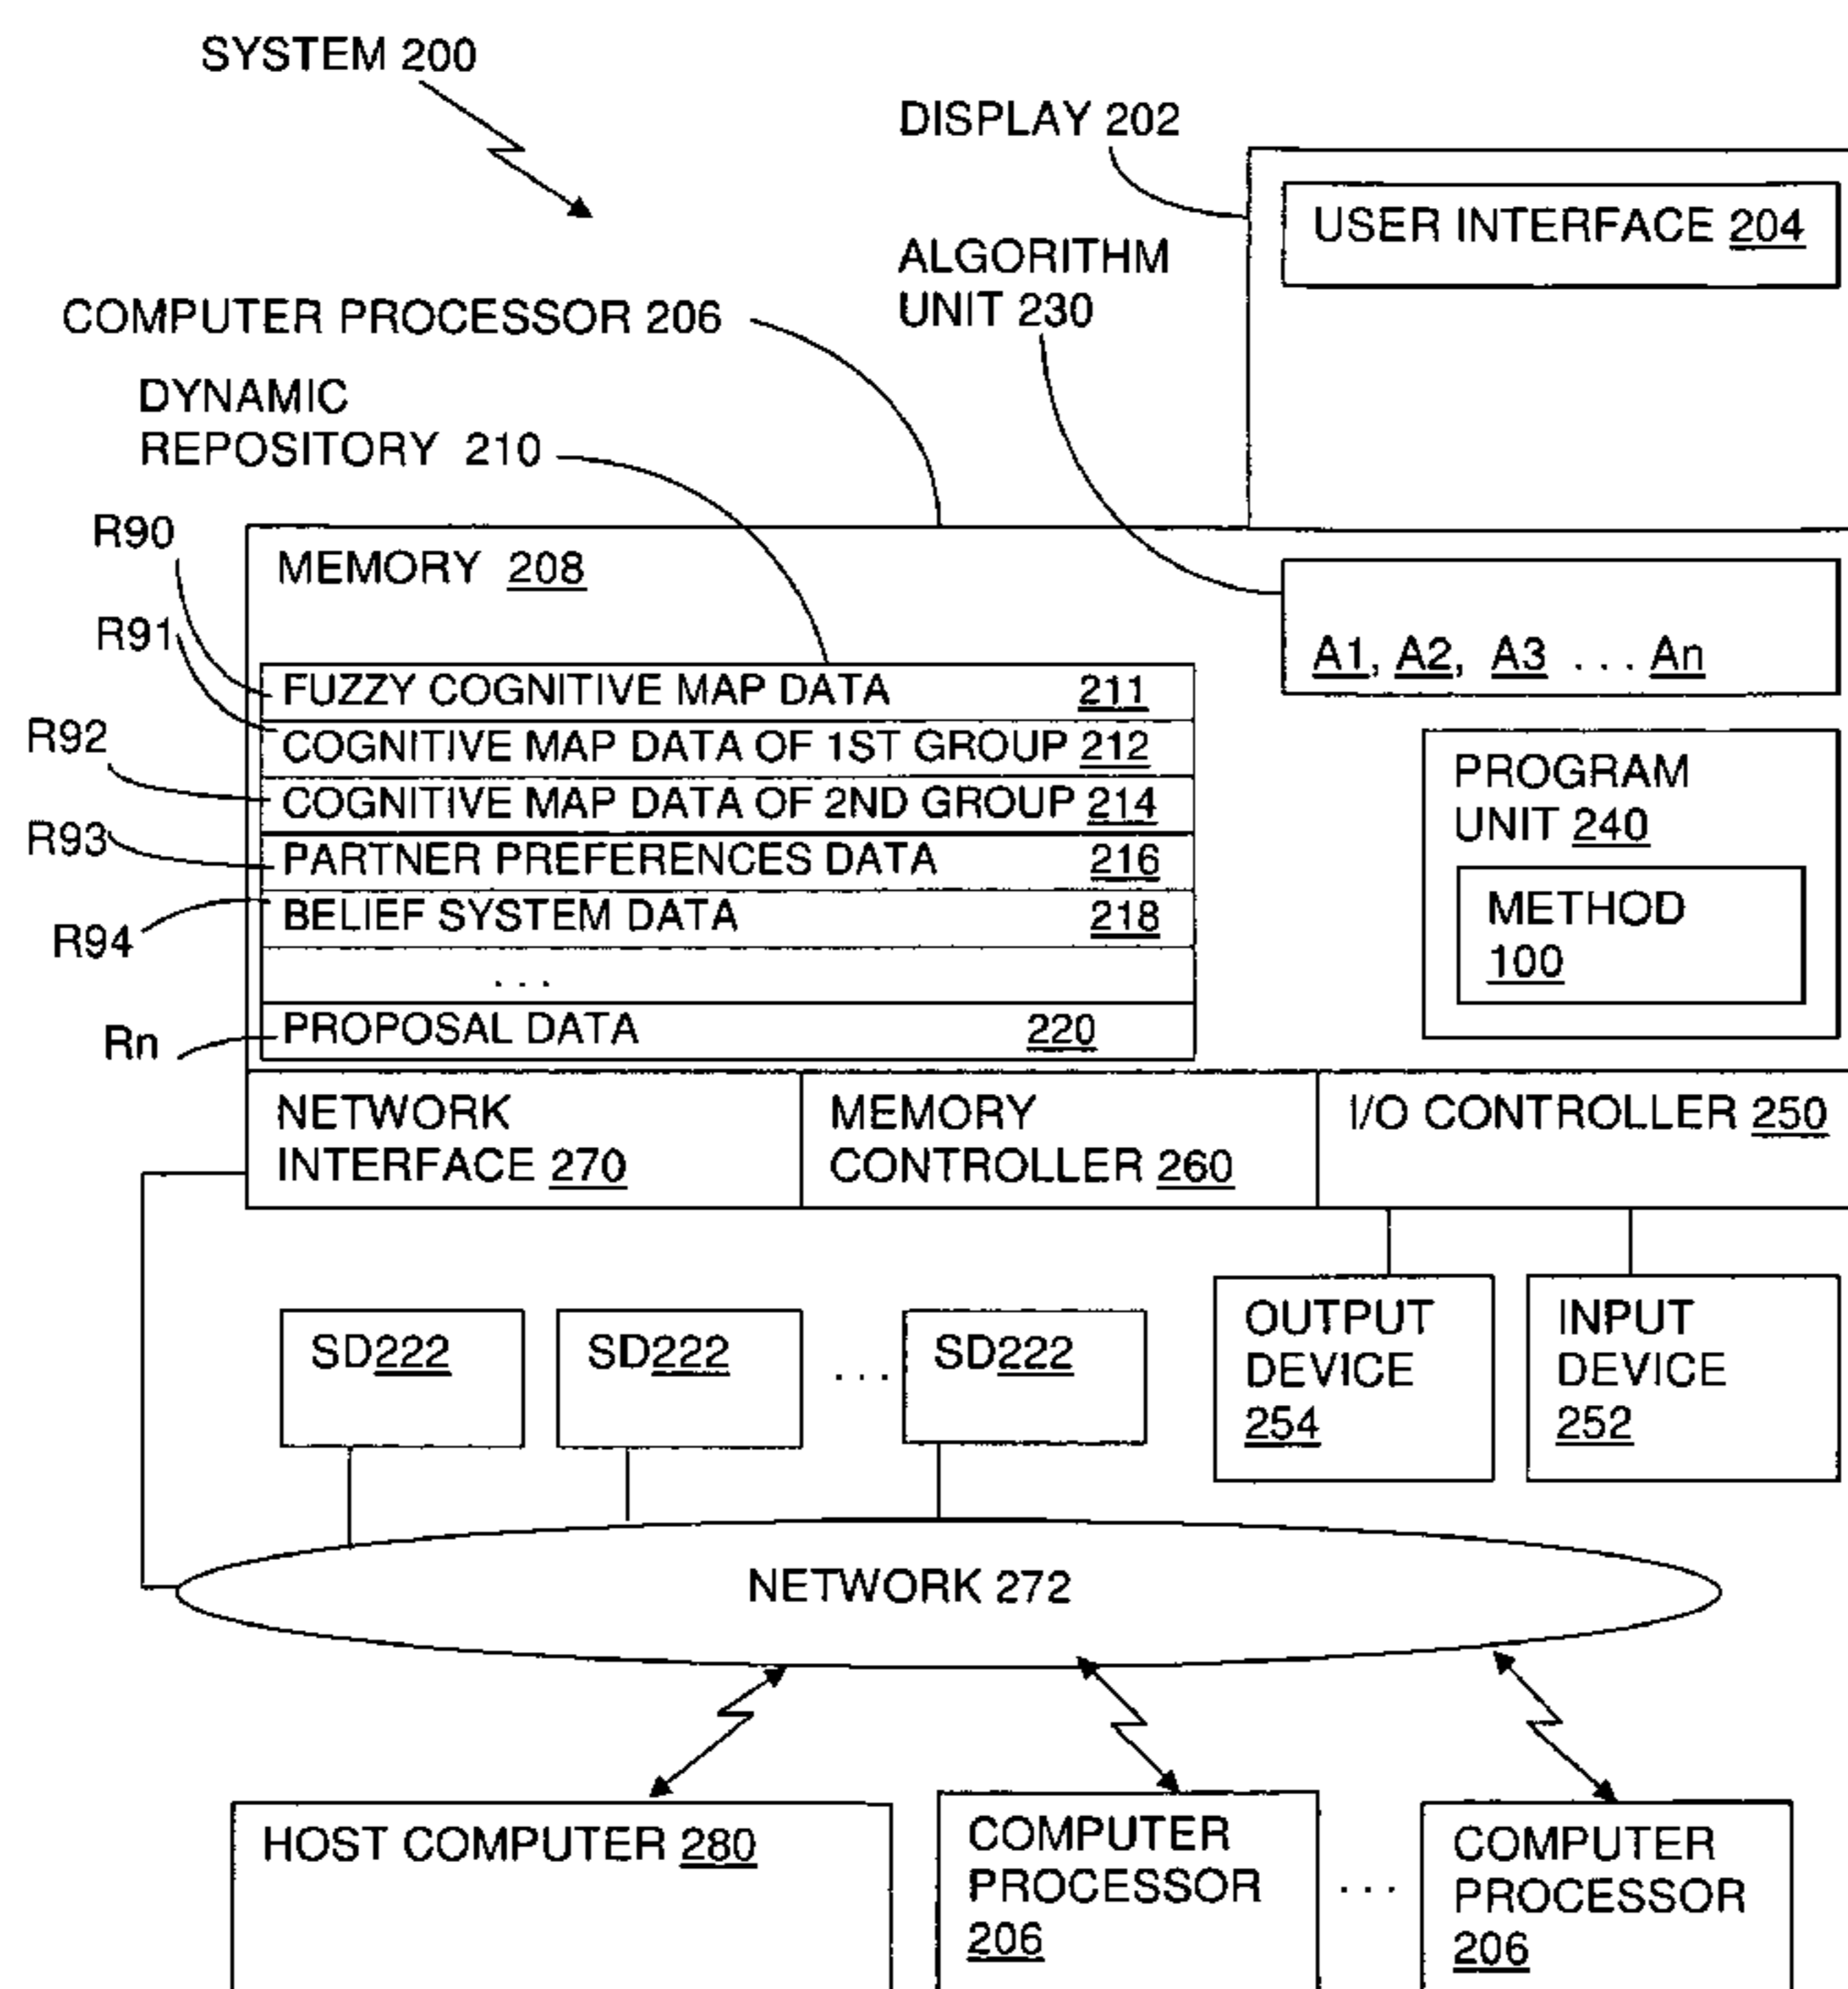 SYSTEM 200
DISPLAY 202
USER INTERFACE 204
ALGORITHM
UNIT 230
COMPUTER PROCESSOR 206
DYNAMIC
REPOSITORY 210
R90
MEMORY 208
R91
A1, A2, A3 . . . An
FUZZY COGNITIVE MAP DATA 211
R92
COGNITIVE MAP DATA OF 1ST GROUP 212
COGNITIVE MAP DATA OF 2ND GROUP 214
PROGRAM
UNIT 240
R93
PARTNER PREFERENCES DATA 216
R94
BELIEF SYSTEM DATA 218
METHOD
100
. . .
Rn
PROPOSAL DATA 220
NETWORK
INTERFACE 270
MEMORY
CONTROLLER 260
I/O CONTROLLER 250
SD222
SD222
. . .
SD222
OUTPUT
DEVICE
254
INPUT
DEVICE
252
NETWORK 272
HOST COMPUTER 280
COMPUTER
PROCESSOR
206
. . .
COMPUTER
PROCESSOR
206